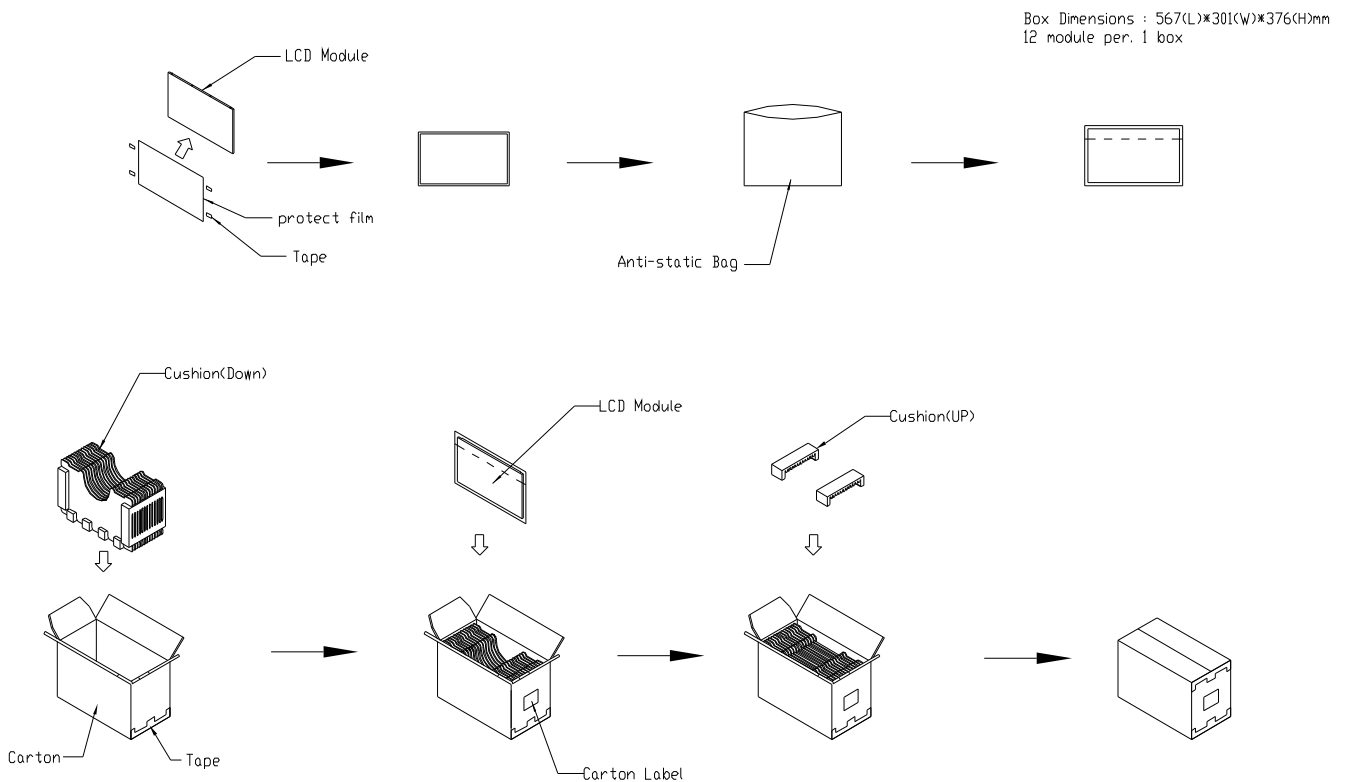 Box Dimensions : 567(L)*301(W)*376(H)mm
12 module per. 1 box
LCD Module
protect film
Tape
Anti-static Bag
Cushion(Down)
LCD Module
Cushion(UP)
Carton
Tape
Carton Label